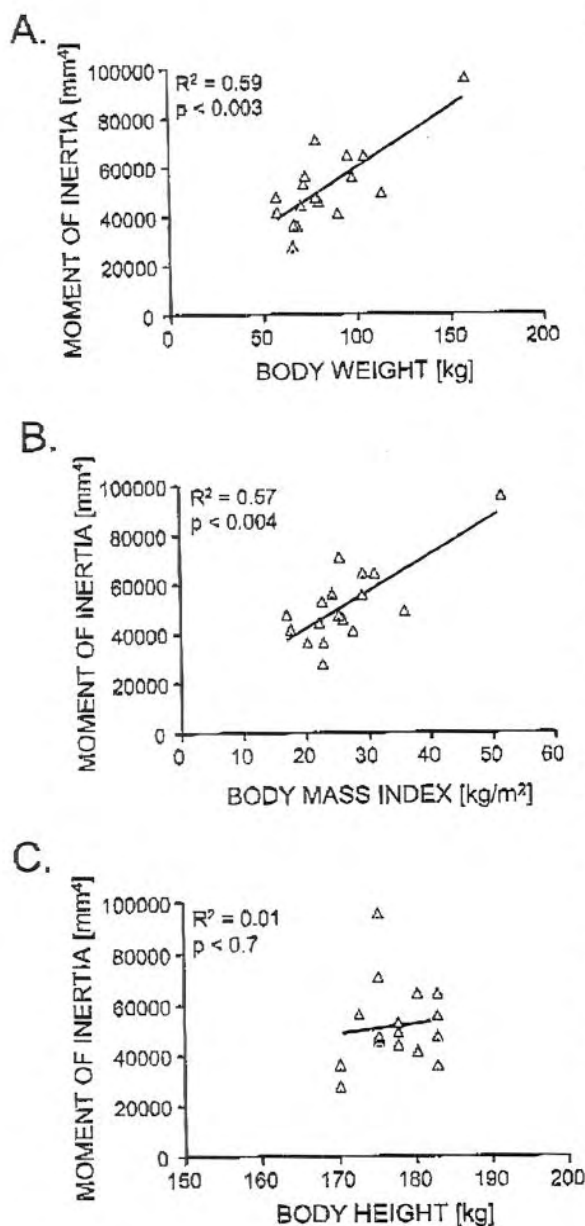 A.
MOMENT OF INERTIA [mm⁴]
100000
80000
60000
40000
20000
0
R² = 0.59
p < 0.003
0
50
100
150
200
BODY WEIGHT [kg]
B.
MOMENT OF INERTIA [mm⁴]
100000
80000
60000
40000
20000
0
R² = 0.57
p < 0.004
0
10
20
30
40
50
60
BODY MASS INDEX [kg/m²]
C.
MOMENT OF INERTIA [mm⁴]
100000
80000
60000
40000
20000
0
R² = 0.01
p < 0.7
150
160
170
180
190
200
BODY HEIGHT [kg]